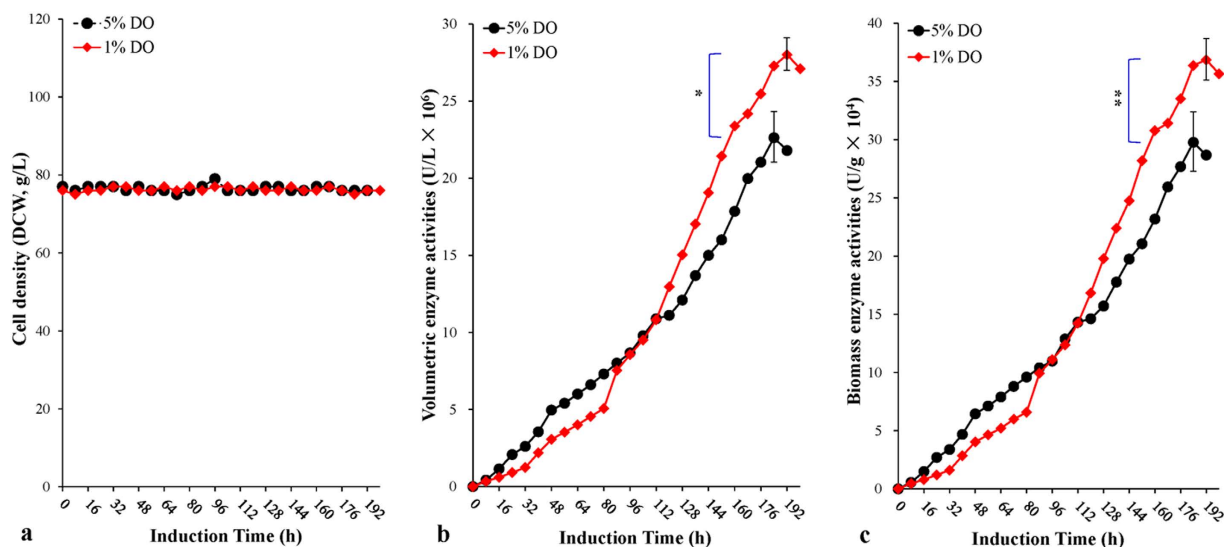 120
100
80
60
40
20
0
Cell density (DCW, g/L)
5% DO
1% DO
0 16 32 48 64 80 96 112 128 144 160 176 192
a
Induction Time (h)
30
25
20
15
10
5
0
Volumetric enzyme activities (U/L × 10⁶)
5% DO
1% DO
*
0 16 32 48 64 80 96 112 128 144 160 176 192
b
Induction Time (h)
40
35
30
25
20
15
10
5
0
Biomass enzyme activities (U/g × 10⁴)
5% DO
1% DO
**
0 16 32 48 64 80 96 112 128 144 160 176 192
c
Induction Time (h)